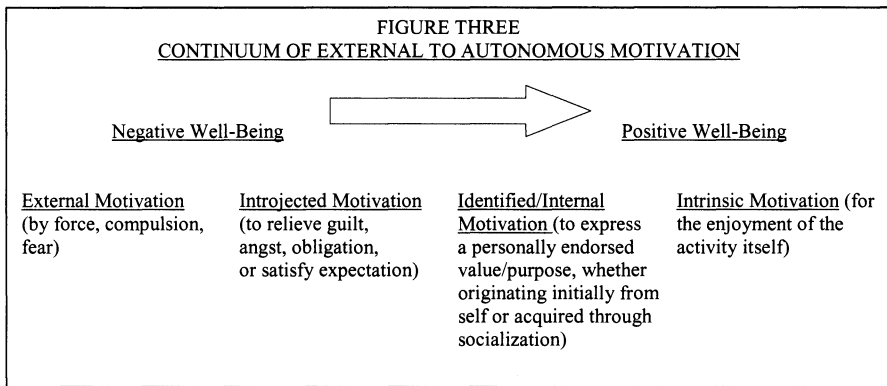 FIGURE THREE
CONTINUUM OF EXTERNAL TO AUTONOMOUS MOTIVATION
Negative Well-Being
Positive Well-Being
External Motivation
(by force, compulsion,
fear)
Introjected Motivation
(to relieve guilt,
angst, obligation,
or satisfy expectation)
Identified/Internal
Motivation (to express
a personally endorsed
value/purpose, whether
originating initially from
self or acquired through
socialization)
Intrinsic Motivation (for
the enjoyment of the
activity itself)